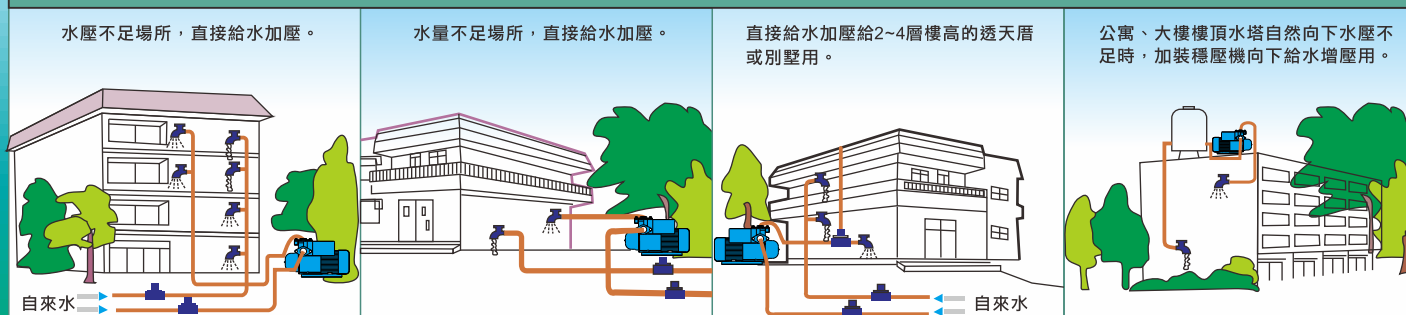 水壓不足場所，直接給水加壓。
水量不足場所，直接給水加壓。
直接給水加壓給2~4層樓高的透天厝
或別墅用。
公寓、大樓樓頂水塔自然向下水壓不
足時，加裝穩壓機向下給水增壓用。
自來水
自來水